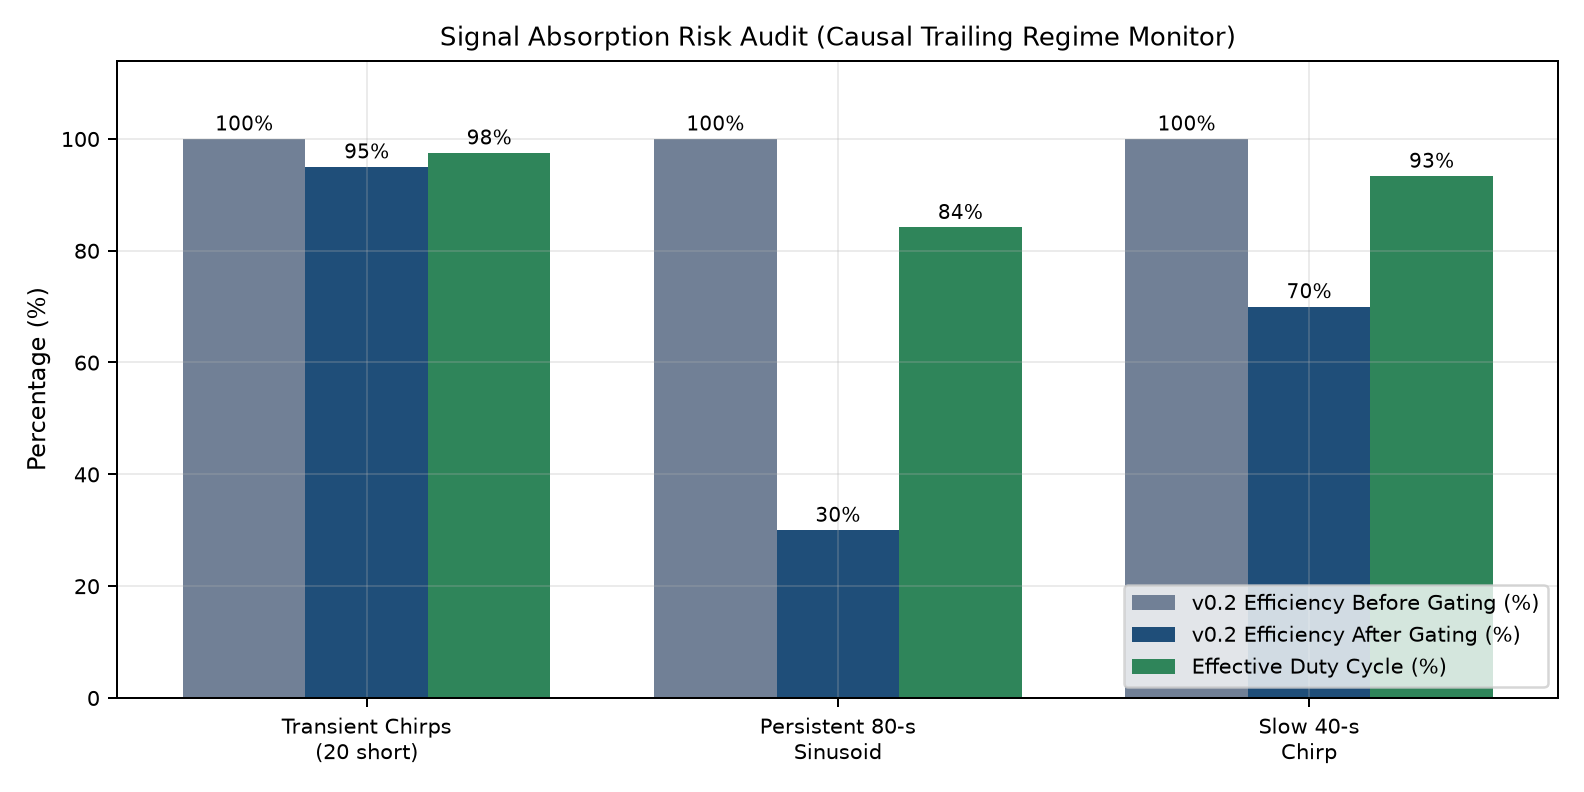 Signal Absorption Risk Audit (Causal Trailing Regime Monitor)
Percentage (%)
100
80
60
40
20
0
100%
95%
98%
100%
30%
84%
100%
70%
93%
v0.2 Efficiency Before Gating (%)
v0.2 Efficiency After Gating (%)
Effective Duty Cycle (%)
Transient Chirps
(20 short)
Persistent 80-s
Sinusoid
Slow 40-s
Chirp